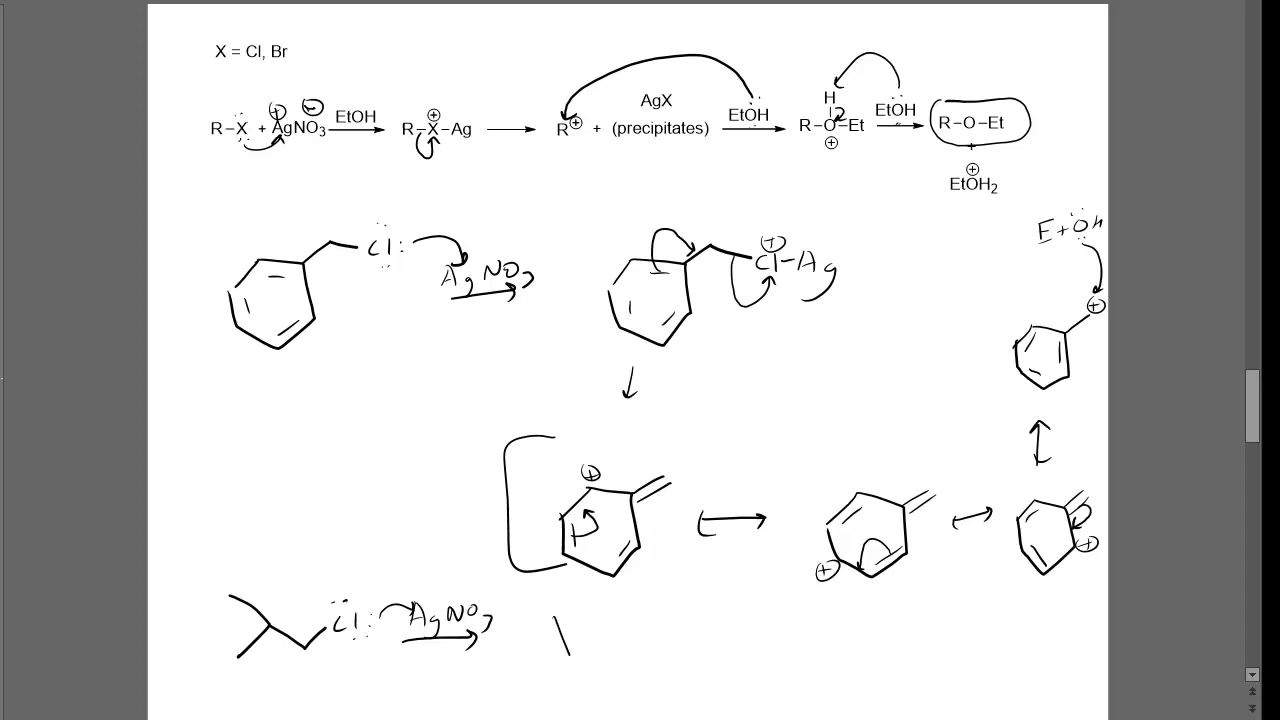 X = Cl, Br
R–X + AgNO3 EtOH R–X–Ag R⊕ + AgX (precipitates) EtOH R–O–Et H ⊕ EtOH R–O–Et + ⊕ EtOH2
Cl AgNO3
Cl–Ag
EtOH
Cl AgNO3